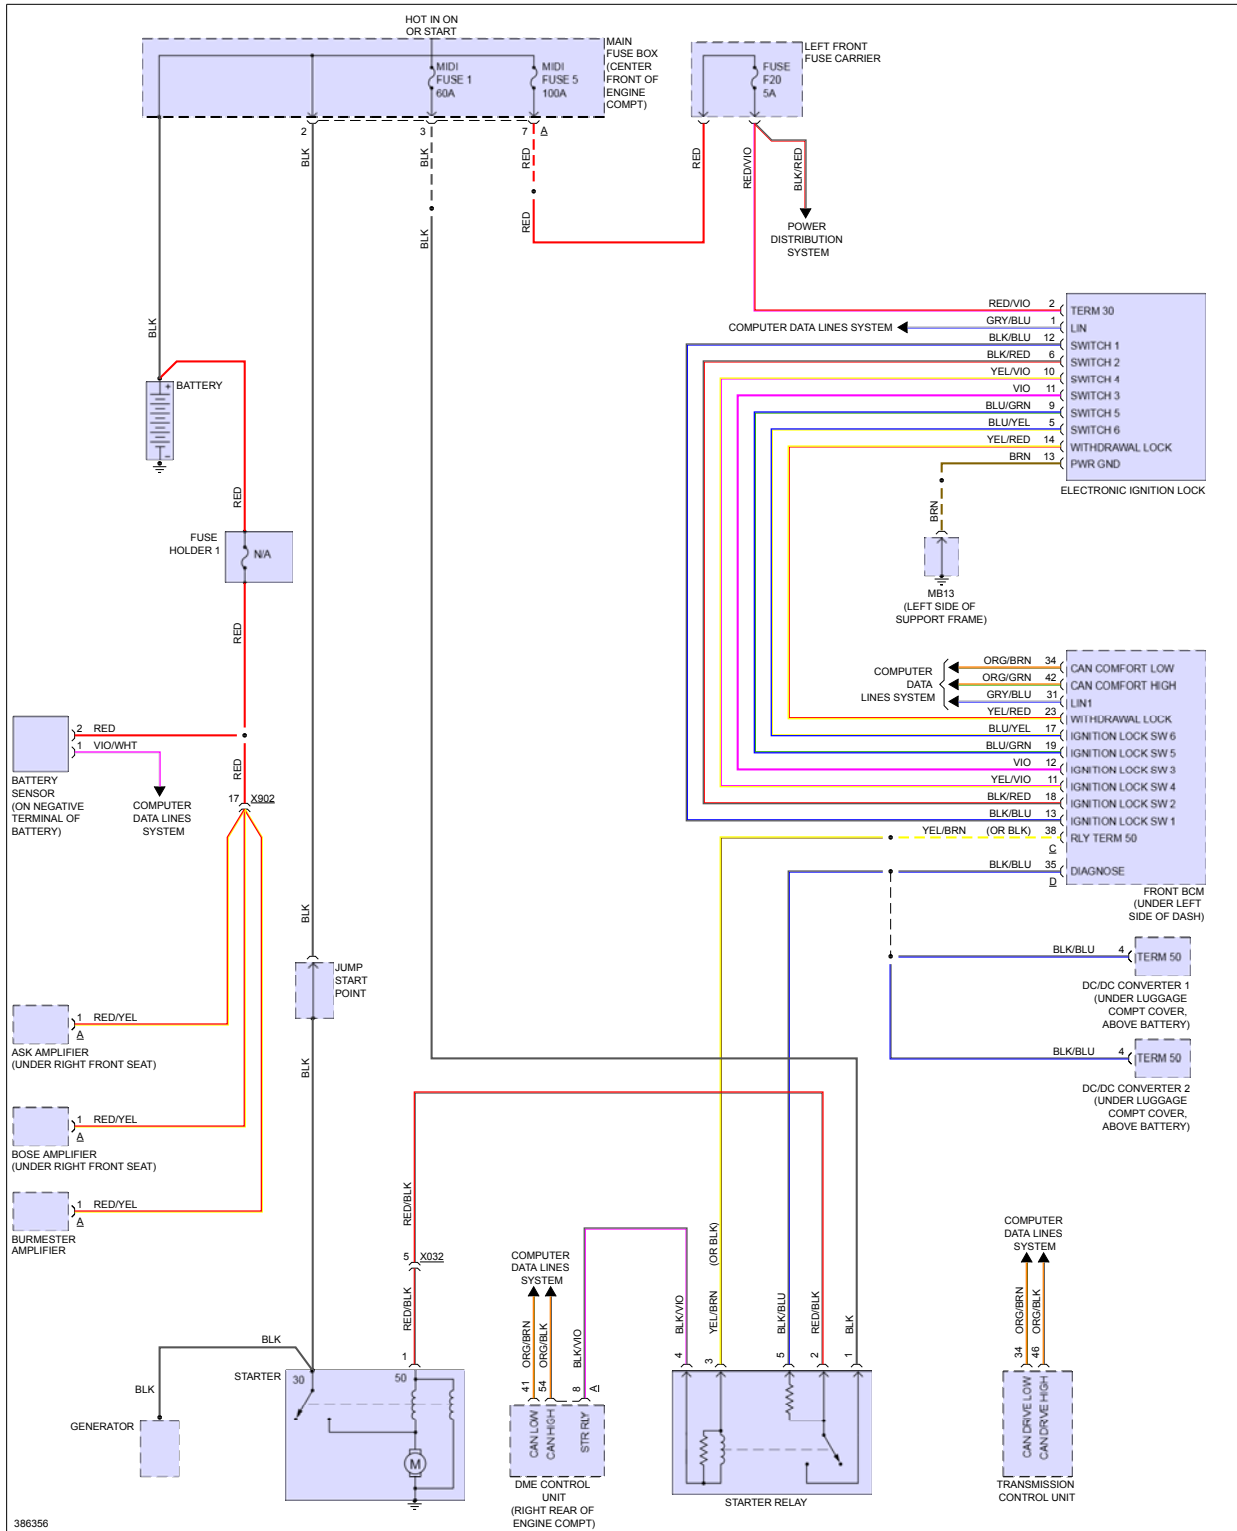 HOT IN ON
OR START
MAIN
FUSE BOX
(CENTER
FRONT OF
ENGINE
COMPT)
MIDI
FUSE 1
60A
MIDI
FUSE 5
100A
LEFT FRONT
FUSE CARRIER
FUSE
F20
5A
2
3
7
A
BLK
BLK
RED
RED
RED/VIO
BLK/RED
BLK
RED
POWER
DISTRIBUTION
SYSTEM
BLK
BATTERY
+
-
RED
FUSE
HOLDER 1
N/A
RED
RED/VIO 2 TERM 30
COMPUTER DATA LINES SYSTEM
GRY/BLU 1 LIN
BLK/BLU 12 SWITCH 1
BLK/RED 6 SWITCH 2
YEL/VIO 10 SWITCH 4
VIO 11 SWITCH 3
BLU/GRN 9 SWITCH 5
BLU/YEL 5 SWITCH 6
YEL/RED 14 WITHDRAWAL LOCK
BRN 13 PWR GND
ELECTRONIC IGNITION LOCK
BRN
MB13
(LEFT SIDE OF
SUPPORT FRAME)
COMPUTER
DATA
LINES SYSTEM
ORG/BRN 34 CAN COMFORT LOW
ORG/GRN 42 CAN COMFORT HIGH
GRY/BLU 31 LIN1
YEL/RED 23 WITHDRAWAL LOCK
BLU/YEL 17 IGNITION LOCK SW 6
BLU/GRN 19 IGNITION LOCK SW 5
VIO 12 IGNITION LOCK SW 3
YEL/VIO 11 IGNITION LOCK SW 4
BLK/RED 18 IGNITION LOCK SW 2
BLK/BLU 13 IGNITION LOCK SW 1
YEL/BRN (OR BLK) 38 RLY TERM 50
C
BLK/BLU 35 DIAGNOSE
D
FRONT BCM
(UNDER LEFT
SIDE OF DASH)
2 RED
1 VIO/WHT
BATTERY
SENSOR
(ON NEGATIVE
TERMINAL OF
BATTERY)
COMPUTER
DATA LINES
SYSTEM
RED
17 X902
BLK
JUMP
START
POINT
BLK
BLK/BLU 4 TERM 50
DC/DC CONVERTER 1
(UNDER LUGGAGE
COMPT COVER,
ABOVE BATTERY)
BLK/BLU 4 TERM 50
DC/DC CONVERTER 2
(UNDER LUGGAGE
COMPT COVER,
ABOVE BATTERY)
1 RED/YEL
A
ASK AMPLIFIER
(UNDER RIGHT FRONT SEAT)
1 RED/YEL
A
BOSE AMPLIFIER
(UNDER RIGHT FRONT SEAT)
1 RED/YEL
A
BURMESTER
AMPLIFIER
RED/BLK
5 X032
RED/BLK
1
BLK
BLK
GENERATOR
STARTER
30
50
M
COMPUTER
DATA LINES
SYSTEM
ORG/BRN
ORG/BLK
BLK/VIO
41
54
8
A
CAN LOW
CAN HIGH
STR RLY
DME CONTROL
UNIT
(RIGHT REAR OF
ENGINE COMPT)
BLK/VIO
YEL/BRN
(OR BLK)
BLK/BLU
RED/BLK
BLK
4
3
5
2
1
STARTER RELAY
COMPUTER
DATA LINES
SYSTEM
ORG/BRN
ORG/BLK
34
46
CAN DRIVE LOW
CAN DRIVE HIGH
TRANSMISSION
CONTROL UNIT
386356